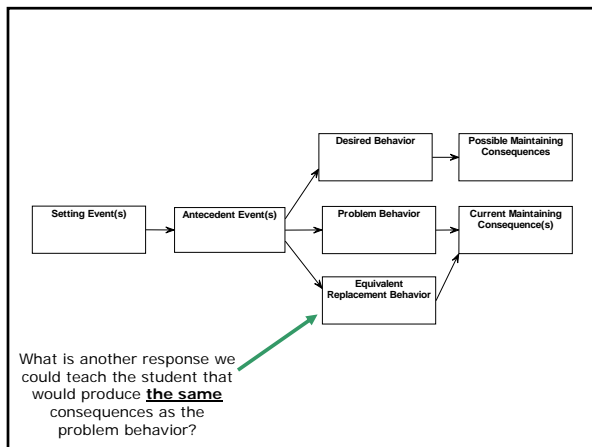 Desired Behavior
Possible Maintaining
Consequences
Setting Event(s)
Antecedent Event(s)
Problem Behavior
Current Maintaining
Consequence(s)
Equivalent
Replacement Behavior
What is another response we
could teach the student that
would produce the same
consequences as the
problem behavior?